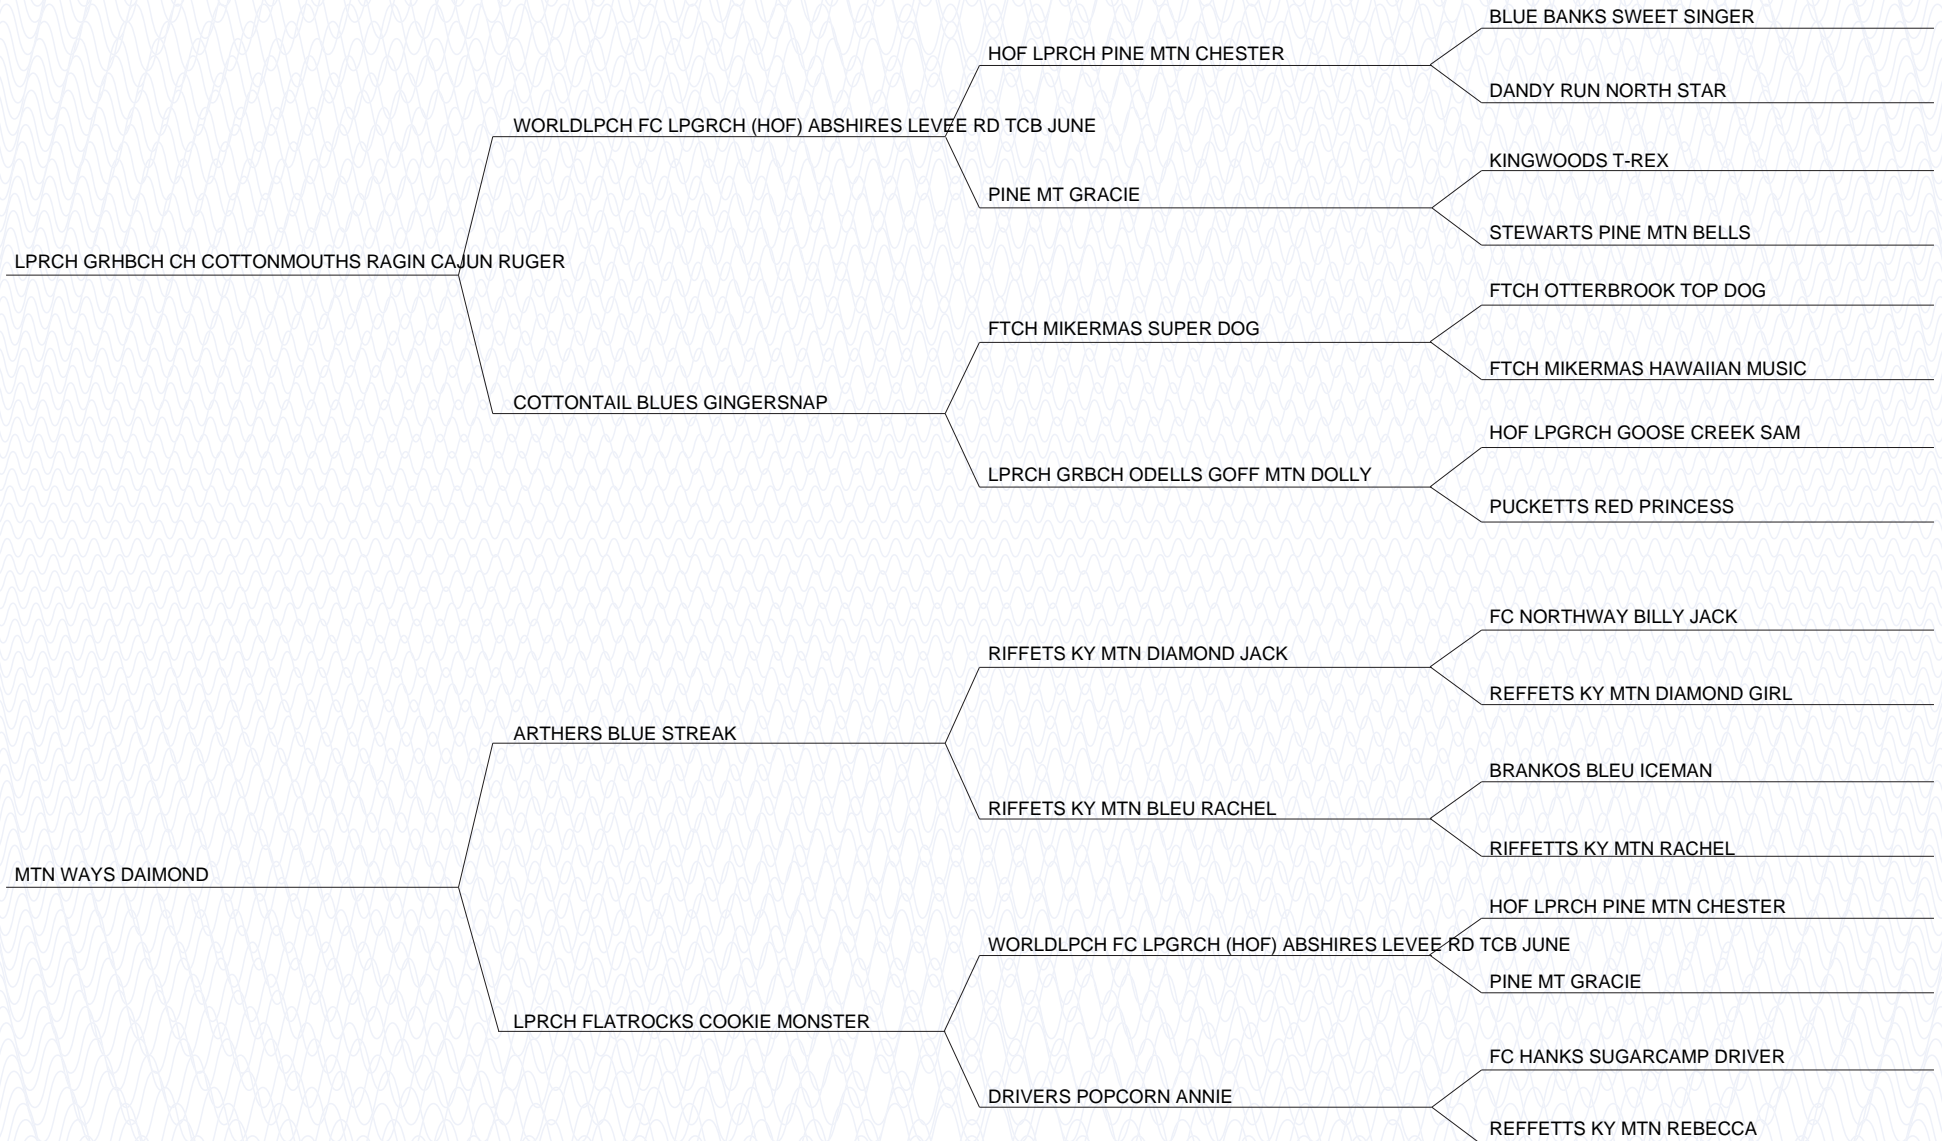 BLUE BANKS SWEET SINGER
HOF LPRCH PINE MTN CHESTER
DANDY RUN NORTH STAR
WORLDLPCH FC LPGRCH (HOF) ABSHIRES LEVEE RD TCB JUNE
KINGWOODS T-REX
PINE MT GRACIE
STEWARTS PINE MTN BELLS
LPRCH GRHBCH CH COTTONMOUTHS RAGIN CAJUN RUGER
FTCH OTTERBROOK TOP DOG
FTCH MIKERMAS SUPER DOG
FTCH MIKERMAS HAWAIIAN MUSIC
COTTONTAIL BLUES GINGERSNAP
HOF LPGRCH GOOSE CREEK SAM
LPRCH GRBCH ODELLS GOFF MTN DOLLY
PUCKETTS RED PRINCESS
FC NORTHWAY BILLY JACK
RIFFETS KY MTN DIAMOND JACK
REFFETS KY MTN DIAMOND GIRL
ARTHERS BLUE STREAK
BRANKOS BLEU ICEMAN
RIFFETS KY MTN BLEU RACHEL
RIFFETTS KY MTN RACHEL
MTN WAYS DAIMOND
HOF LPRCH PINE MTN CHESTER
WORLDLPCH FC LPGRCH (HOF) ABSHIRES LEVEE RD TCB JUNE
PINE MT GRACIE
LPRCH FLATROCKS COOKIE MONSTER
FC HANKS SUGARCAMP DRIVER
DRIVERS POPCORN ANNIE
REFFETTS KY MTN REBECCA